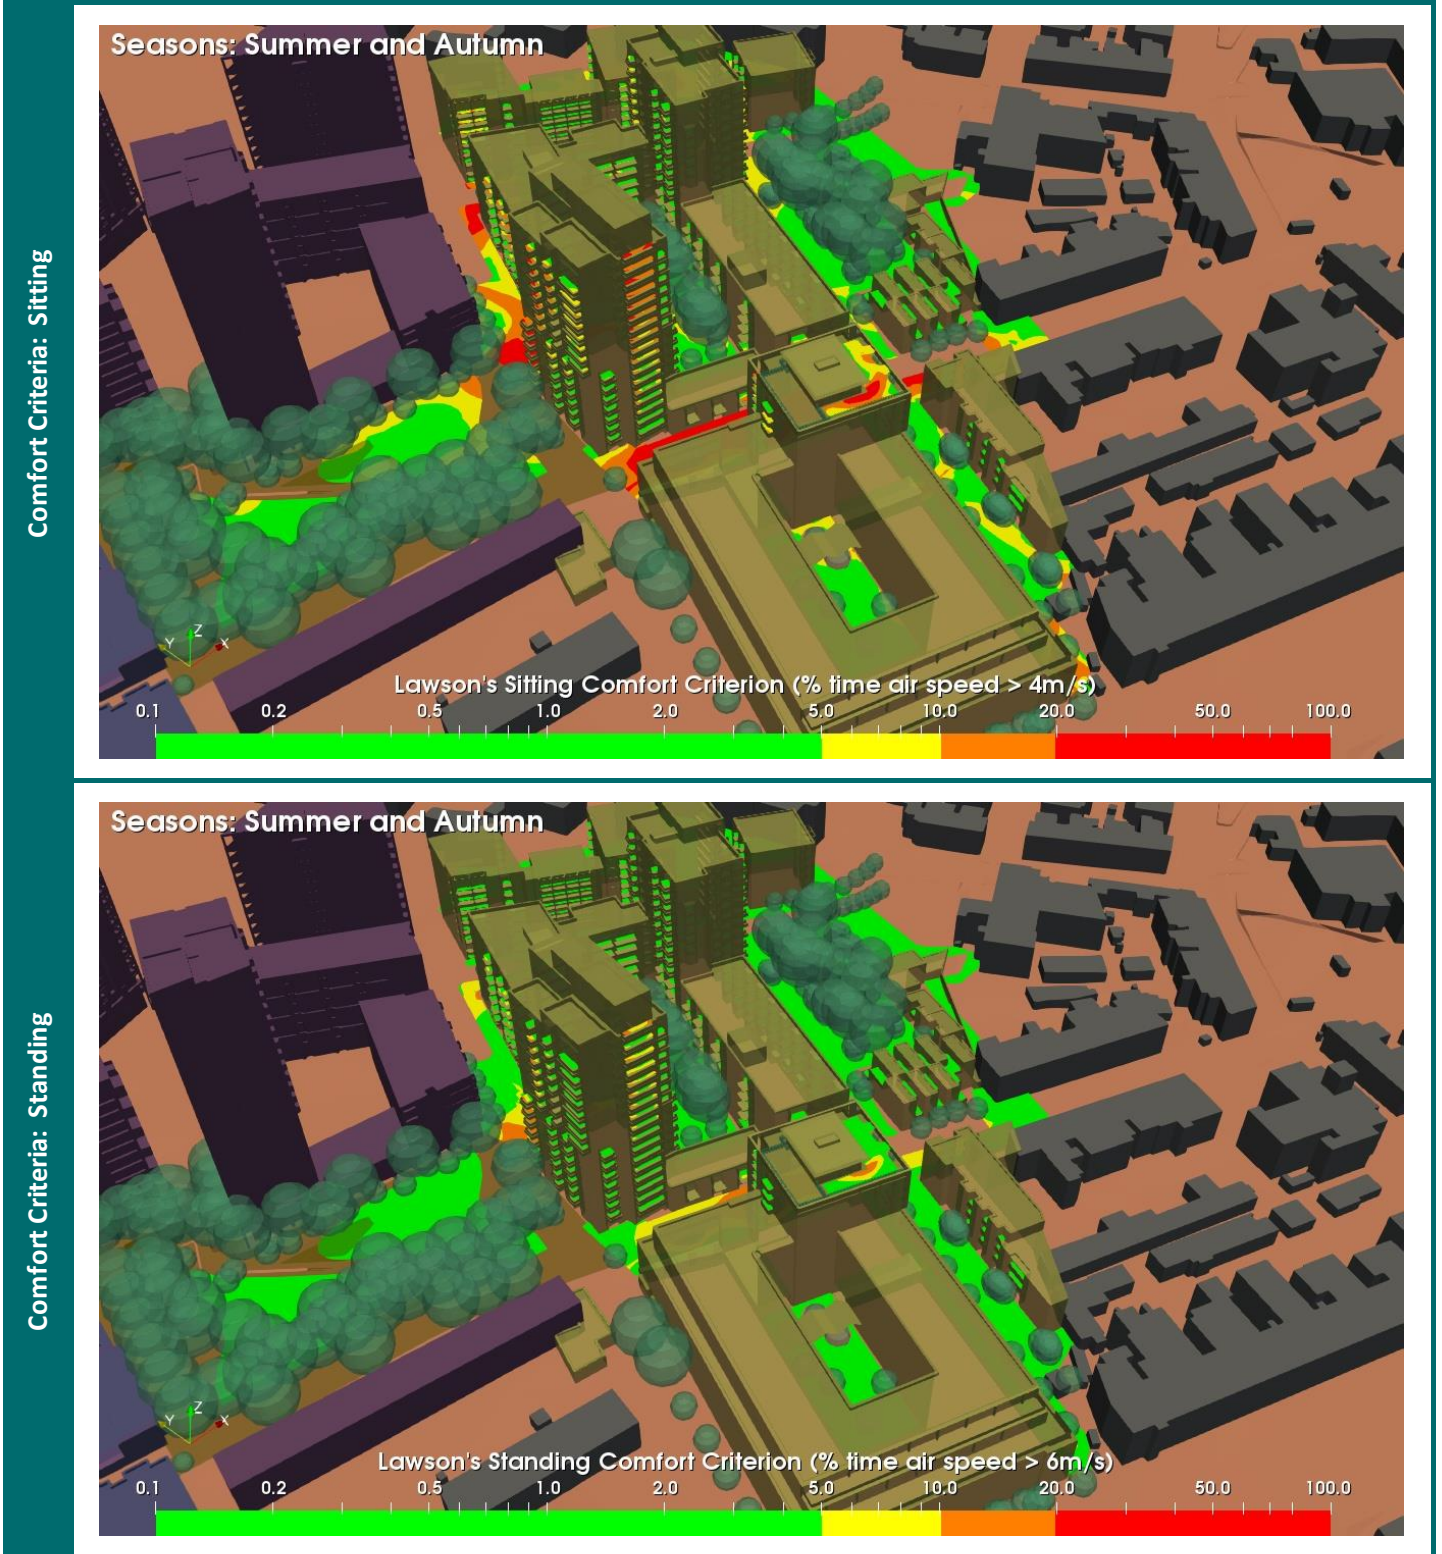 Comfort Criteria: Sitting
Seasons: Summer and Autumn
Y Z X
Lawson's Sitting Comfort Criterion (% time air speed > 4m/s)
0.1 0.2 0.5 1.0 2.0 5.0 10.0 20.0 50.0 100.0
Comfort Criteria: Standing
Seasons: Summer and Autumn
Y Z X
Lawson's Standing Comfort Criterion (% time air speed > 6m/s)
0.1 0.2 0.5 1.0 2.0 5.0 10.0 20.0 50.0 100.0